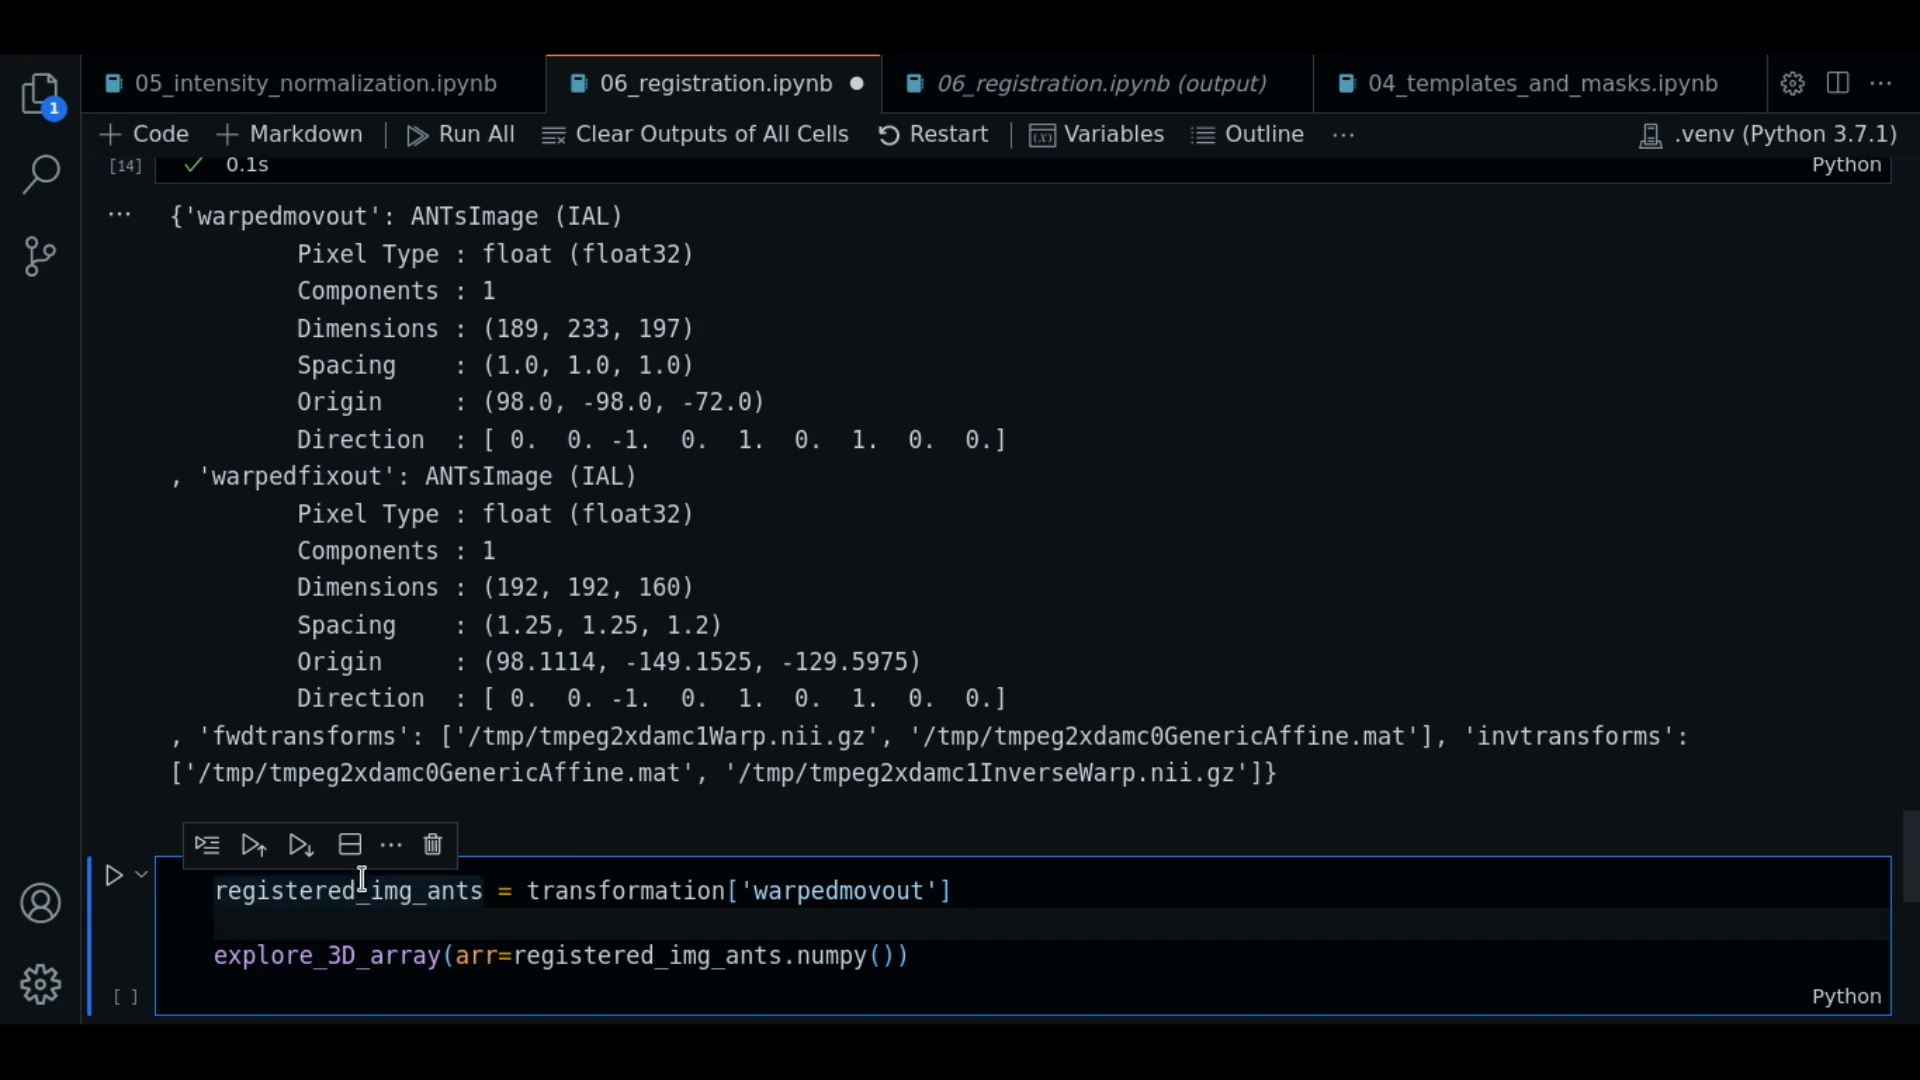 05_intensity_normalization.ipynb 06_registration.ipynb 06_registration.ipynb (output) 04_templates_and_masks.ipynb
1
Code Markdown Run All Clear Outputs of All Cells Restart Variables Outline ... .venv (Python 3.7.1)
[14] 0.1s Python
... {'warpedmovout': ANTsImage (IAL)
Pixel Type : float (float32)
Components : 1
Dimensions : (189, 233, 197)
Spacing : (1.0, 1.0, 1.0)
Origin : (98.0, -98.0, -72.0)
Direction : [ 0. 0. -1. 0. 1. 0. 1. 0. 0.]
, 'warpedfixout': ANTsImage (IAL)
Pixel Type : float (float32)
Components : 1
Dimensions : (192, 192, 160)
Spacing : (1.25, 1.25, 1.2)
Origin : (98.1114, -149.1525, -129.5975)
Direction : [ 0. 0. -1. 0. 1. 0. 1. 0. 0.]
, 'fwdtransforms': ['/tmp/tmpeg2xdamc1Warp.nii.gz', '/tmp/tmpeg2xdamc0GenericAffine.mat'], 'invtransforms':
['/tmp/tmpeg2xdamc0GenericAffine.mat', '/tmp/tmpeg2xdamc1InverseWarp.nii.gz']}
registered_img_ants = transformation['warpedmovout']
explore_3D_array(arr=registered_img_ants.numpy())
[ ] Python